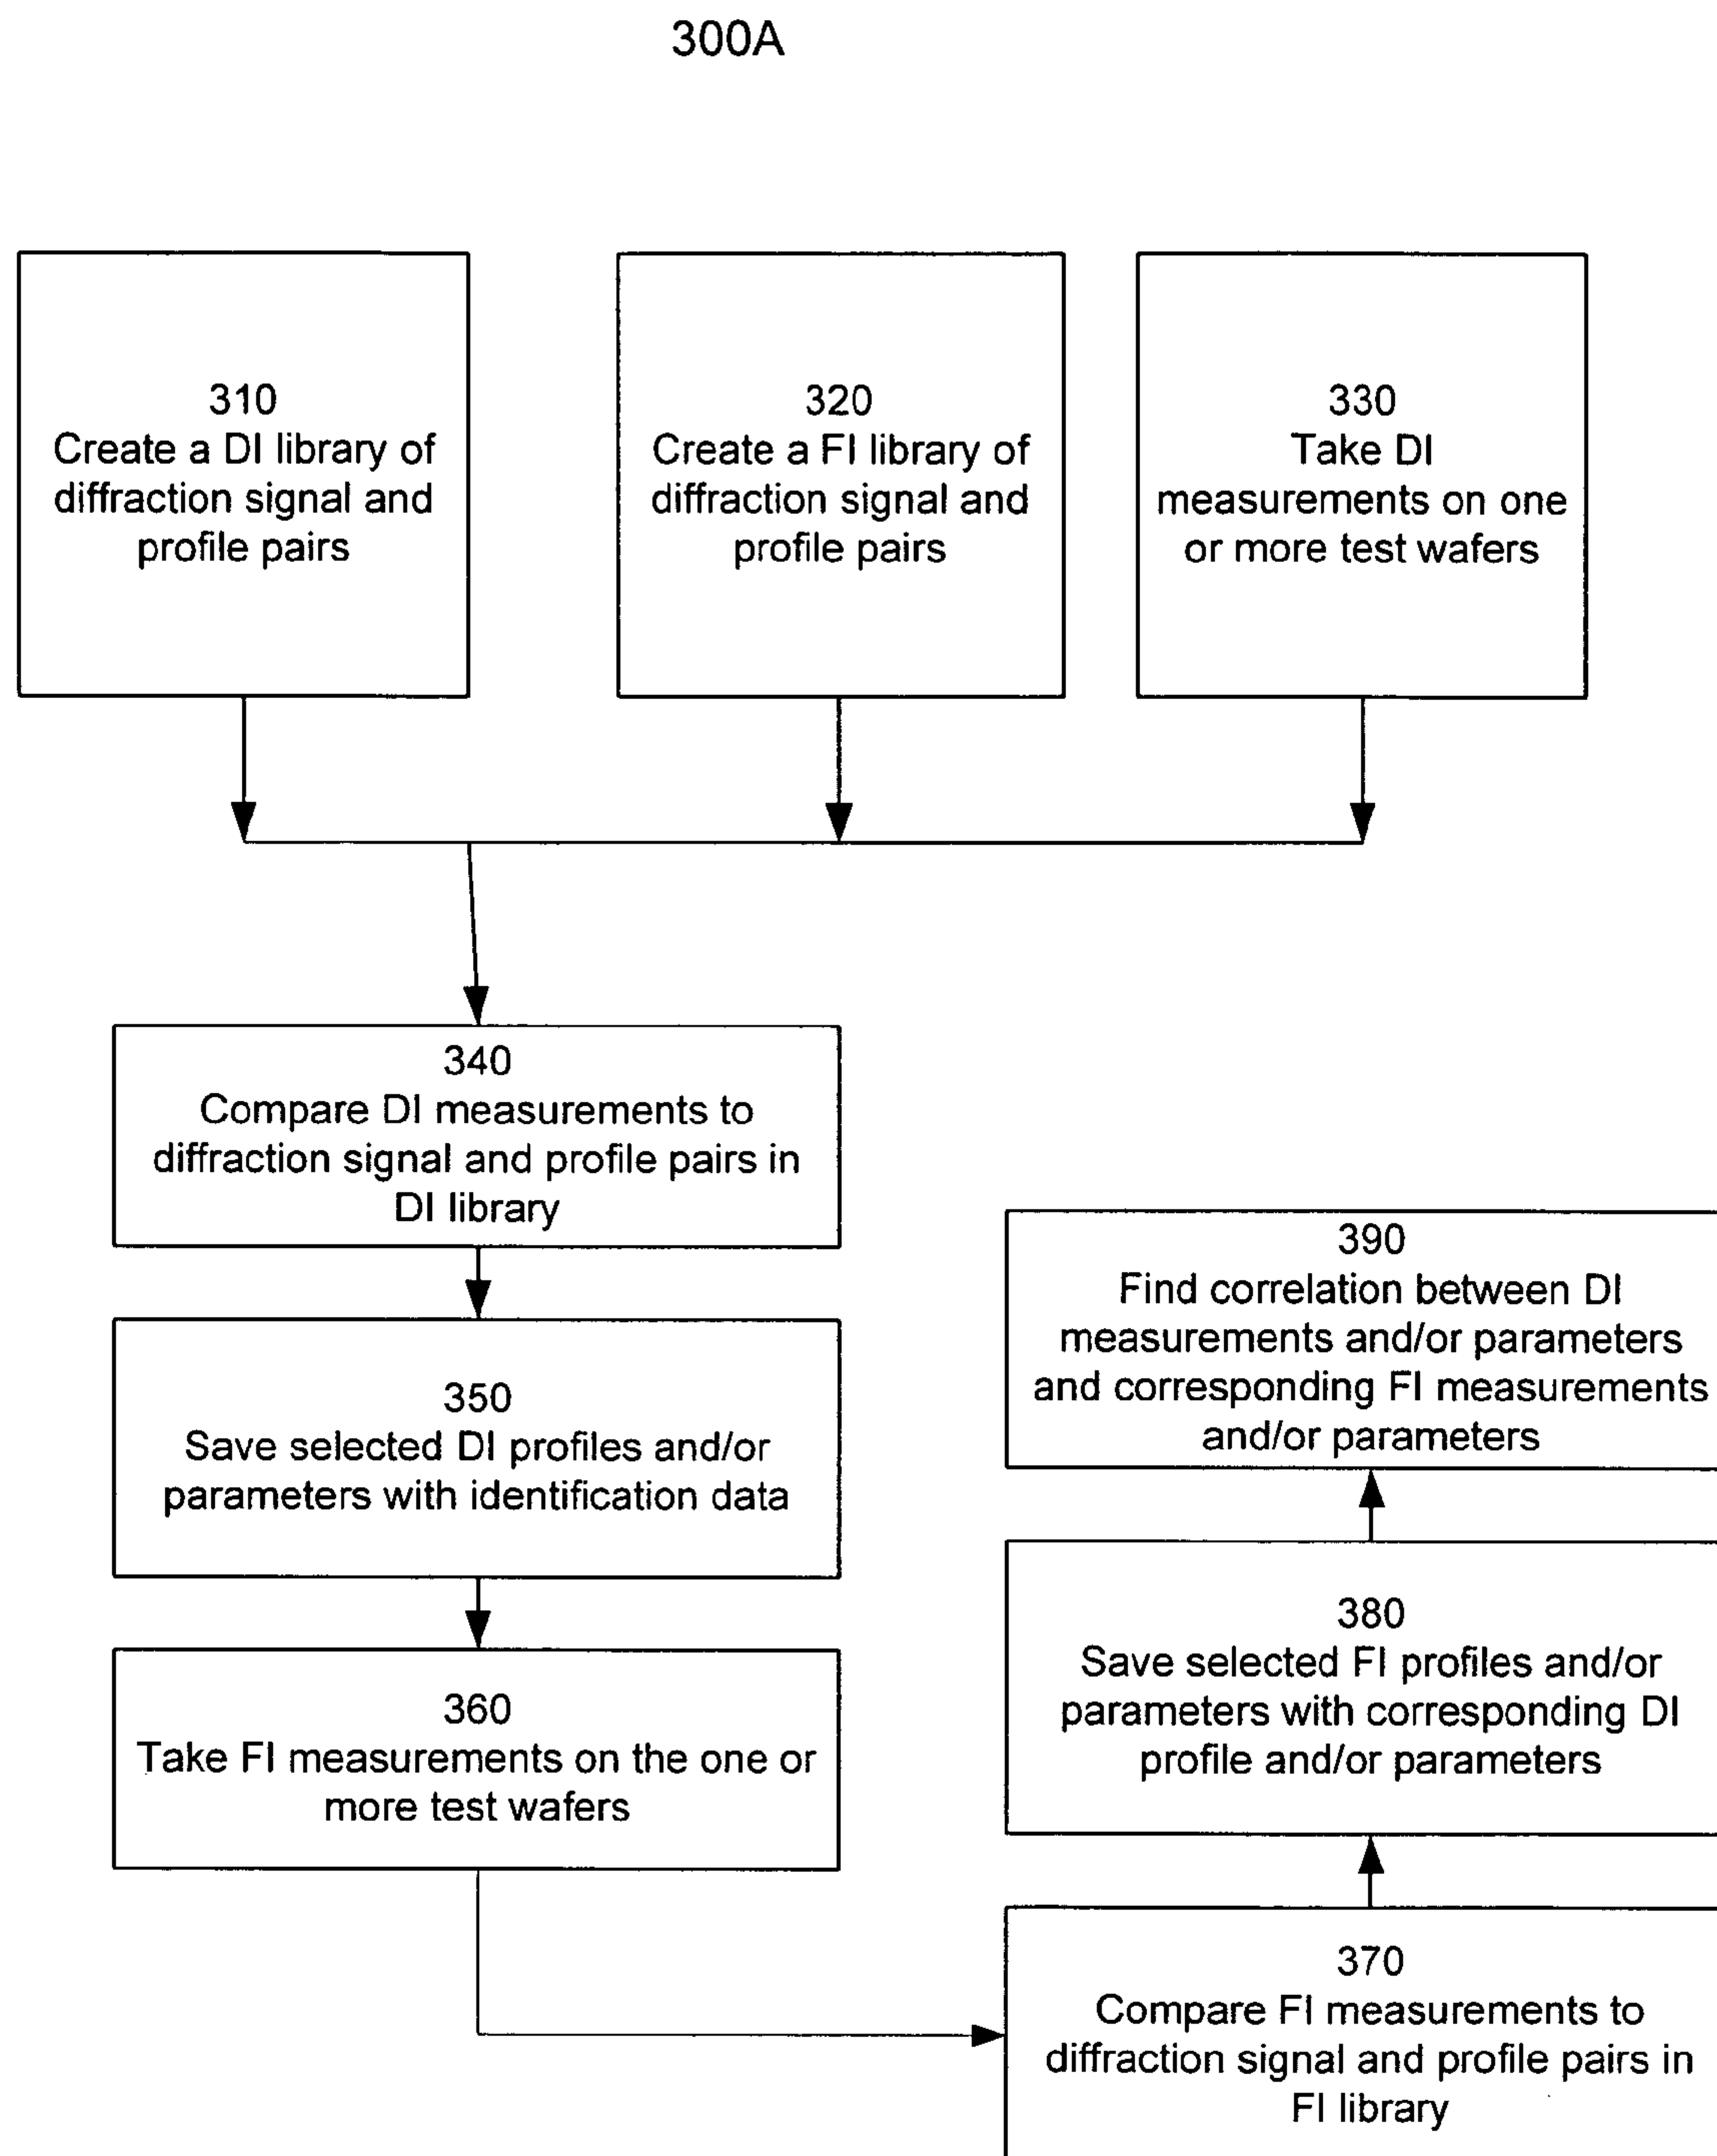 300A
310
Create a DI library of
diffraction signal and
profile pairs
320
Create a FI library of
diffraction signal and
profile pairs
330
Take DI
measurements on one
or more test wafers
340
Compare DI measurements to
diffraction signal and profile pairs in
DI library
350
Save selected DI profiles and/or
parameters with identification data
360
Take FI measurements on the one or
more test wafers
370
Compare FI measurements to
diffraction signal and profile pairs in
FI library
380
Save selected FI profiles and/or
parameters with corresponding DI
profile and/or parameters
390
Find correlation between DI
measurements and/or parameters
and corresponding FI measurements
and/or parameters